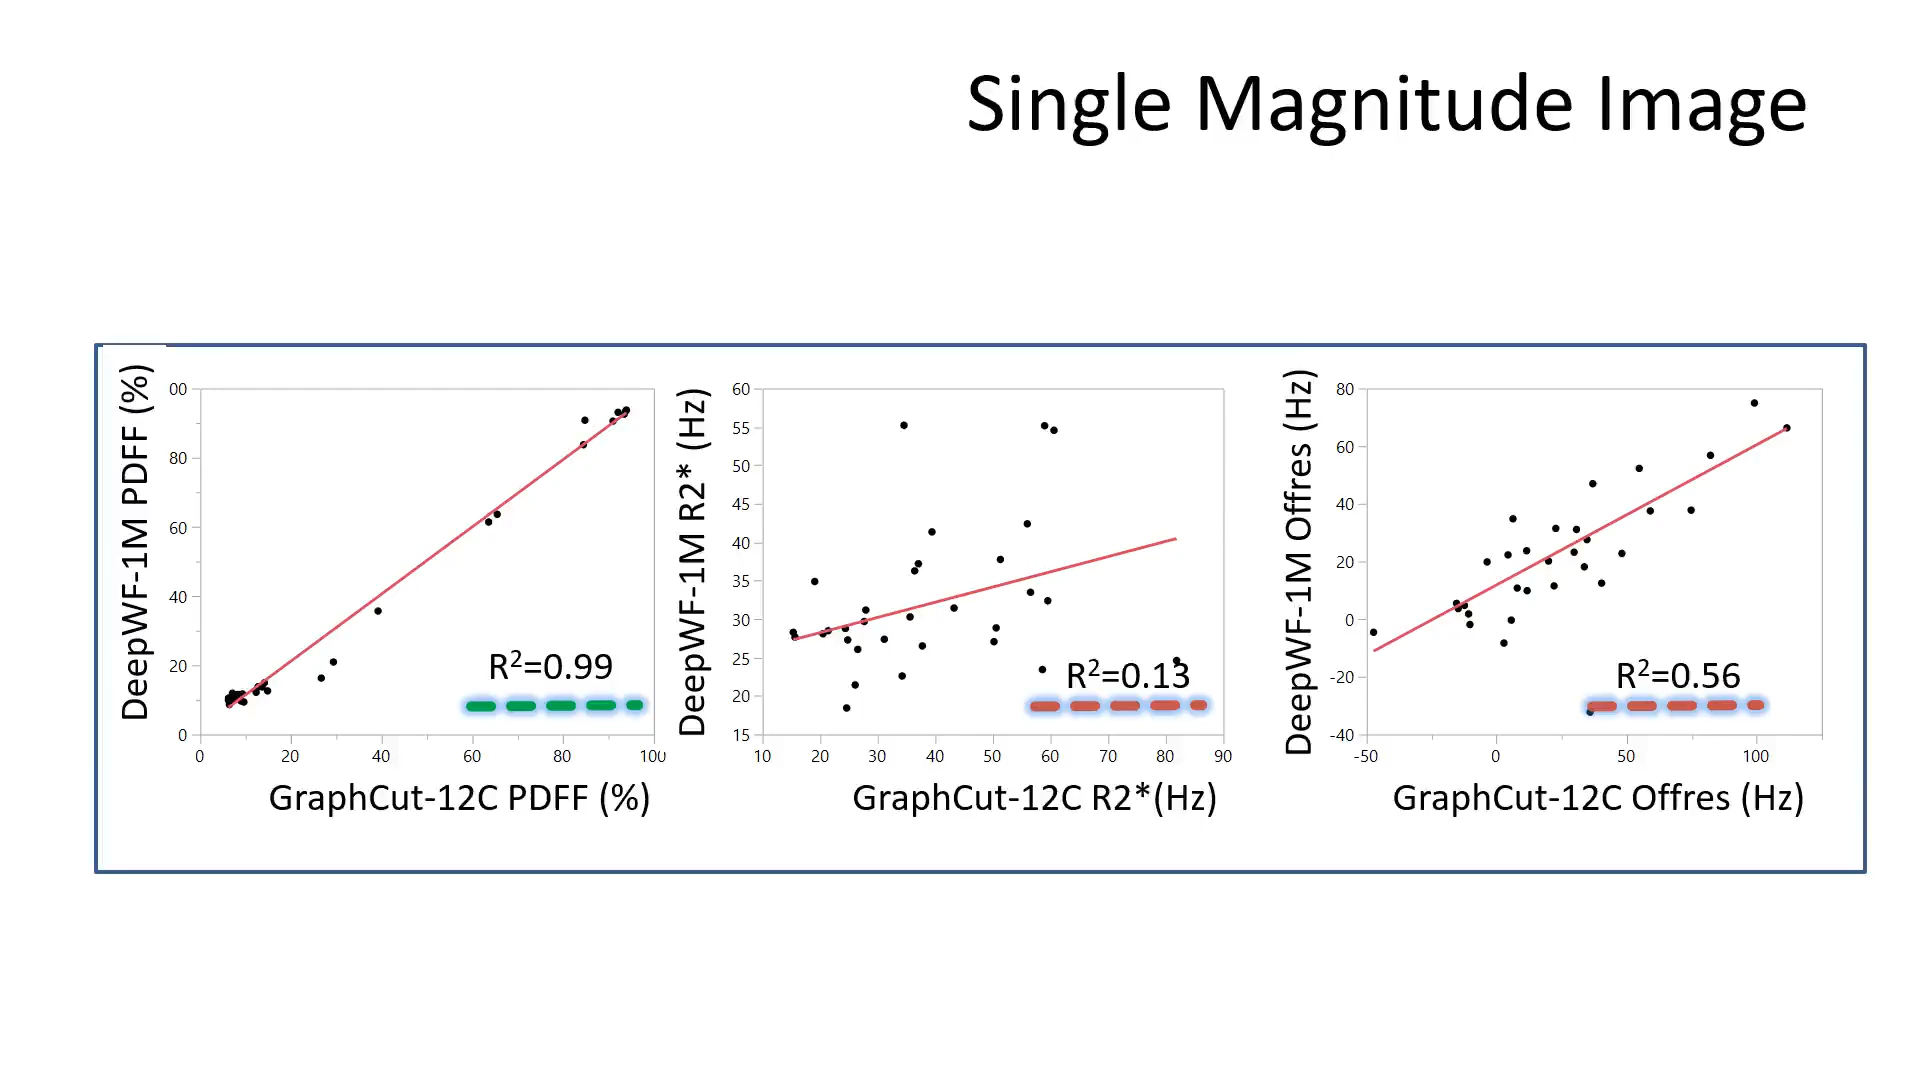 Single Magnitude Image
DeepWF-1M PDFF (%)
00
80
60
40
20
0
0 20 40 60 80 100
R²=0.99
GraphCut-12C PDFF (%)
DeepWF-1M R2* (Hz)
60
55
50
45
40
35
30
25
20
15
10 20 30 40 50 60 70 80 90
R²=0.13
GraphCut-12C R2*(Hz)
DeepWF-1M Offres (Hz)
80
60
40
20
0
-20
-40
-50 0 50 100
R²=0.56
GraphCut-12C Offres (Hz)